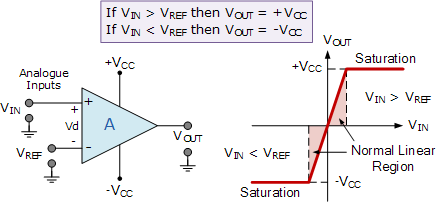 If VIN > VREF then VOUT = +VCC
If VIN < VREF then VOUT = -VCC
Analogue
Inputs
+VCC
VIN
+
+
Vd
A
VOUT
VREF
-
-
-VCC
VOUT
+VCC
Saturation
VIN > VREF
VIN
VIN < VREF
Normal Linear
Region
Saturation
-VCC